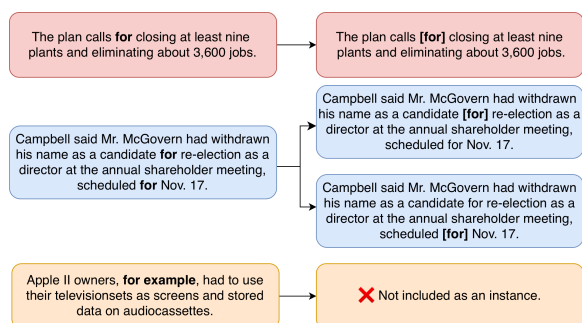 The plan calls for closing at least nine
plants and eliminating about 3,600 jobs.
The plan calls [for] closing at least nine
plants and eliminating about 3,600 jobs.
Campbell said Mr. McGovern had withdrawn
his name as a candidate for re-election as a
director at the annual shareholder meeting,
scheduled for Nov. 17.
Campbell said Mr. McGovern had withdrawn
his name as a candidate [for] re-election as a
director at the annual shareholder meeting,
scheduled for Nov. 17.
Campbell said Mr. McGovern had withdrawn
his name as a candidate for re-election as a
director at the annual shareholder meeting,
scheduled [for] Nov. 17.
Apple II owners, for example, had to use
their televisionsets as screens and stored
data on audiocassettes.
Not included as an instance.